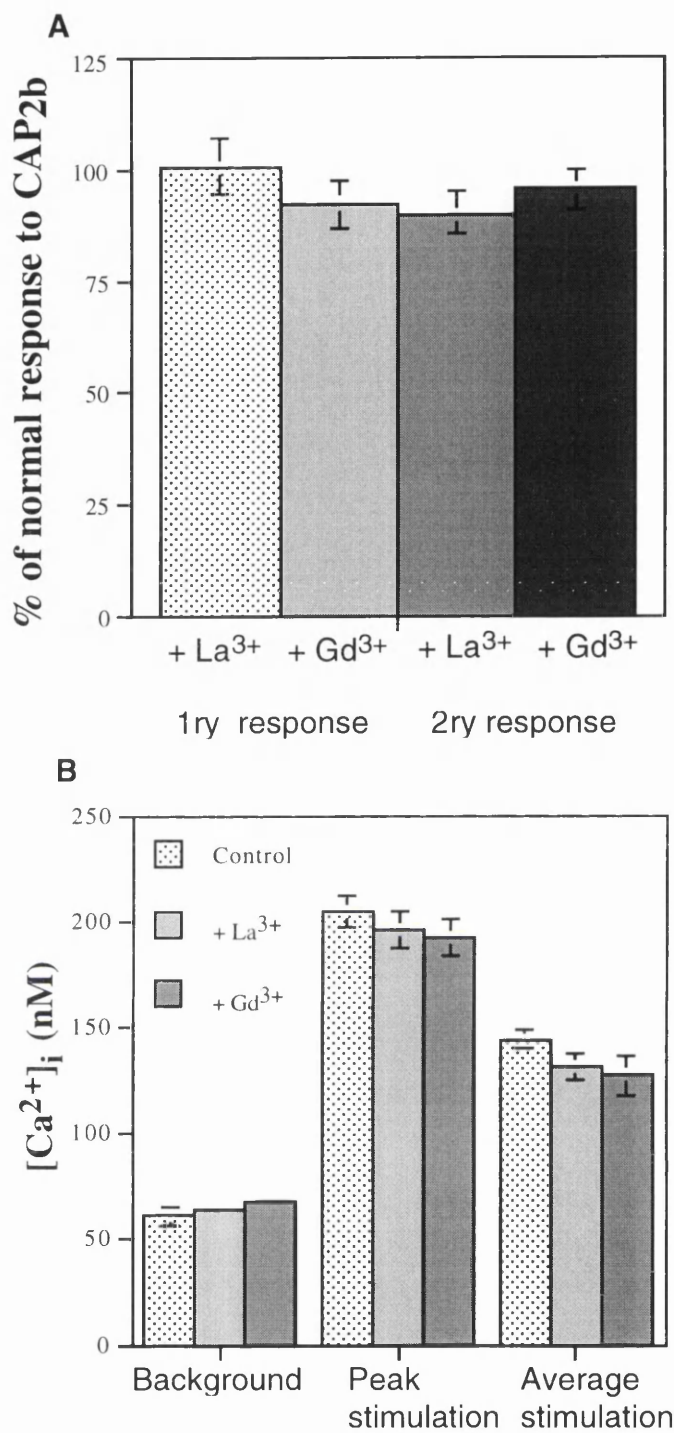 A
% of normal response to CAP2b
125
100
75
50
25
0
+ La3+ + Gd3+ + La3+ + Gd3+
1ry response 2ry response
B
[Ca2+]i (nM)
250
200
150
100
50
0
Control
+ La3+
+ Gd3+
Background Peak stimulation Average stimulation